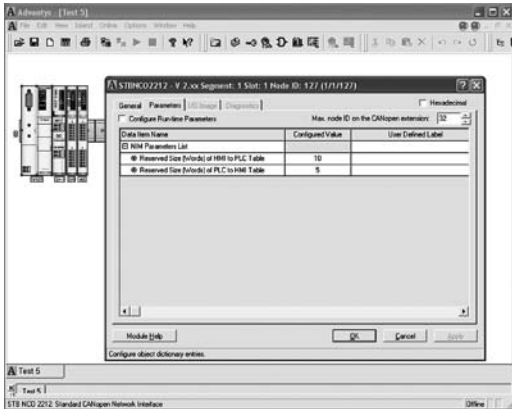 Advantys - [Test 5]
File Edit View Island Online Options Window Help
STBNCO2212 - V 2.xx Segment: 1 Slot: 1 Node ID: 127 (1/1/127)
General Parameters I/O Image Diagnostics
Hexadecimal
Configure Run-time Parameters
Max. node ID on the CANopen extension: 32
Data Item Name Configured Value User Defined Label
NIM Parameters List
Reserved Size (Words) of HMI to PLC Table 10
Reserved Size (Words) of PLC to HMI Table 5
Module Help OK Cancel Apply
Configure object dictionary entries.
Test 5
Test 5
STB NCO 2212: Standard CANopen Network Interface Offline